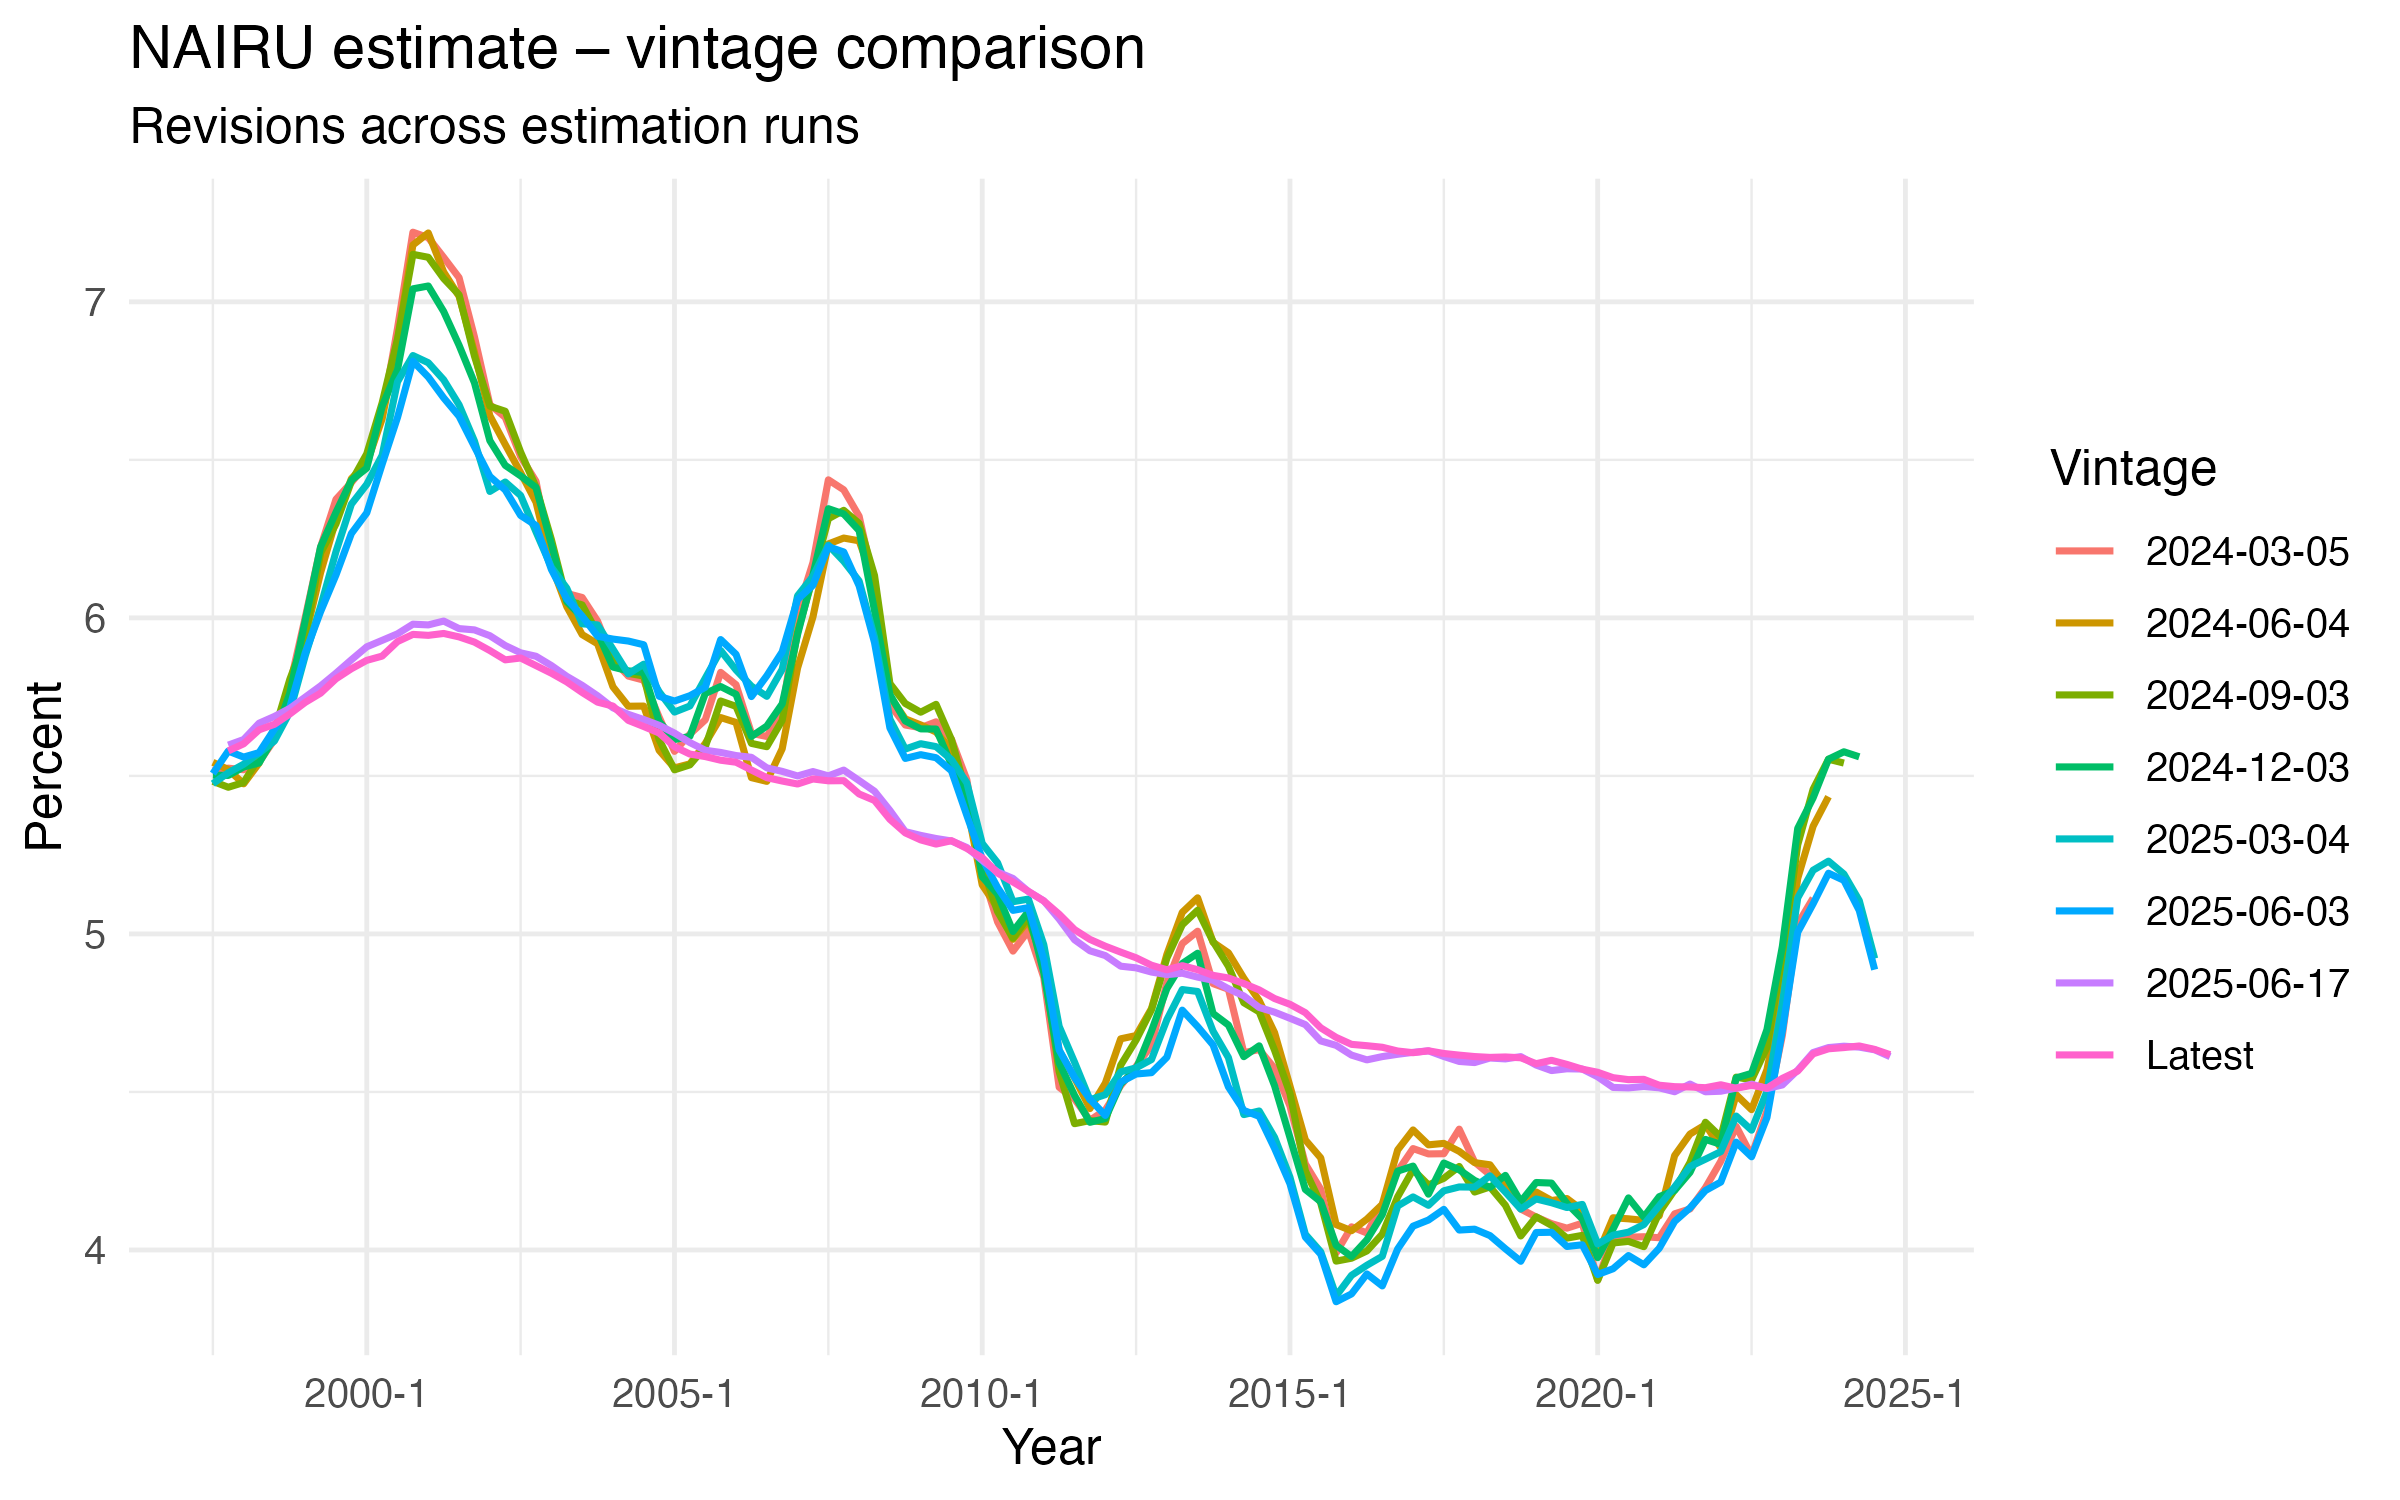 NAIRU estimate – vintage comparison
Revisions across estimation runs
Percent
7
6
5
4
2000-1
2005-1
2010-1
2015-1
2020-1
2025-1
Year
Vintage
2024-03-05
2024-06-04
2024-09-03
2024-12-03
2025-03-04
2025-06-03
2025-06-17
Latest